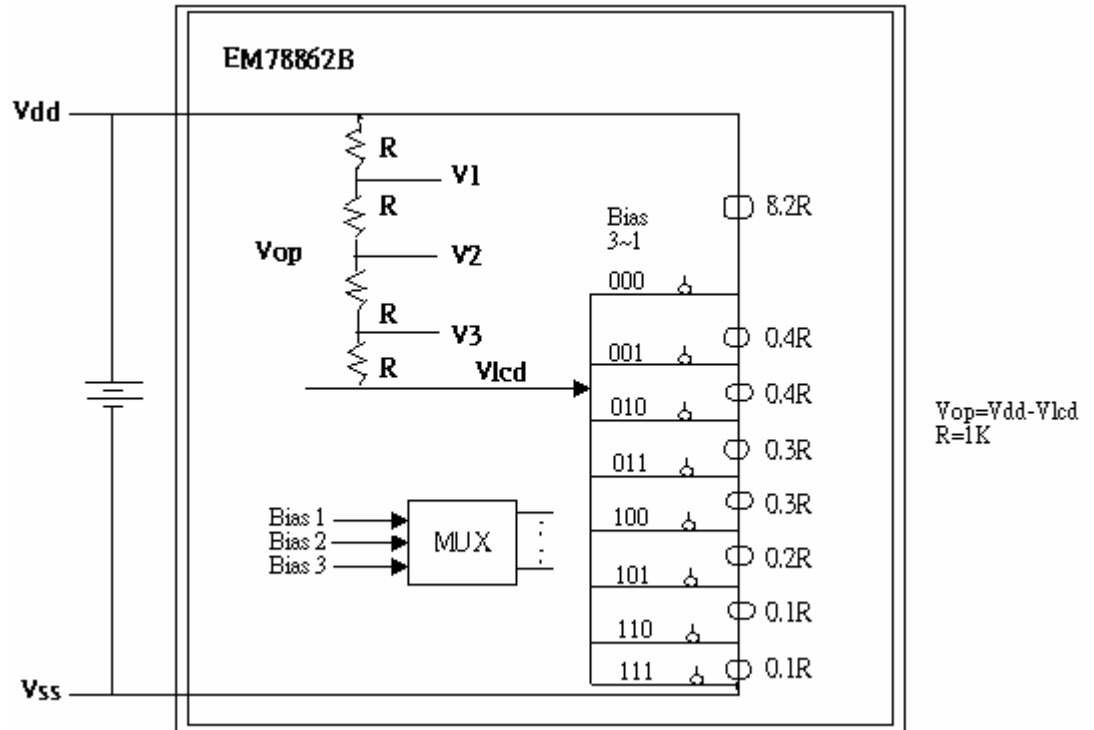 EM78862B
Vdd
R
V1
R
8.2R
Bias
3~1
Vop
V2
000
R
V3
0.4R
001
R
Vlcd
0.4R
010
Vop=Vdd-Vlcd
R=1K
0.3R
011
0.3R
100
Bias 1
Bias 2
Bias 3
MUX
0.2R
101
0.1R
110
0.1R
111
Vss